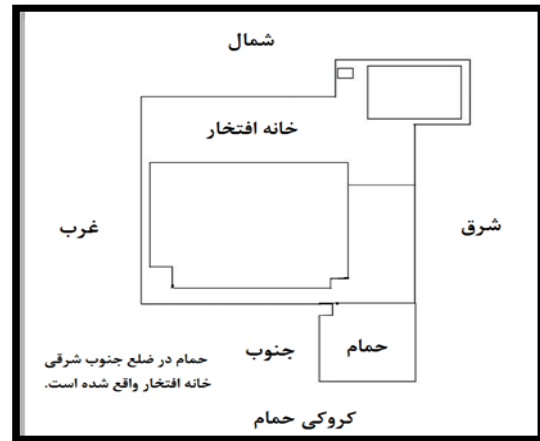 شمال
خانه افتخار
غرب
شرق
حمام
جنوب
حمام در ضلع جنوب شرقی
خانه افتخار واقع شده است.
کروکی حمام